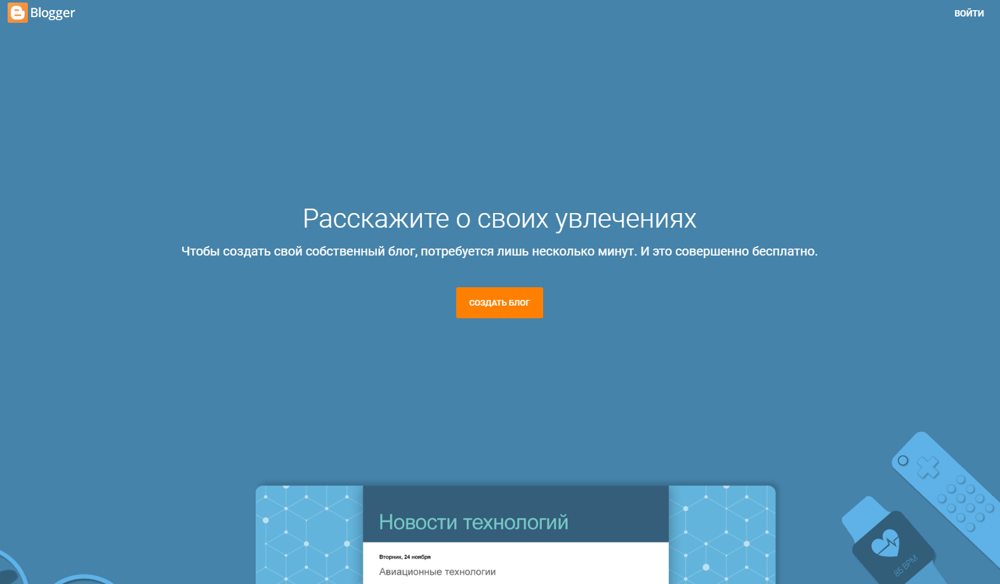 Blogger
ВОЙТИ
Расскажите о своих увлечениях
Чтобы создать свой собственный блог, потребуется лишь несколько минут. И это совершенно бесплатно.
СОЗДАТЬ БЛОГ
Новости технологий
Вторник, 24 ноября
Авиационные технологии
85 BPM